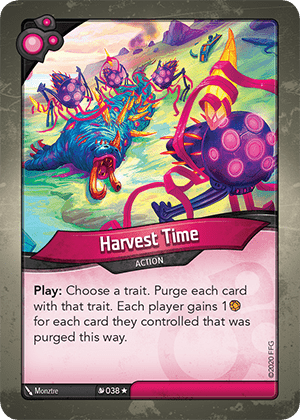 Harvest Time
ACTION
Play: Choose a trait. Purge each card
with that trait. Each player gains 1
for each card they controlled that was
purged this way.
©2020 FFG
Monztre
038 ★